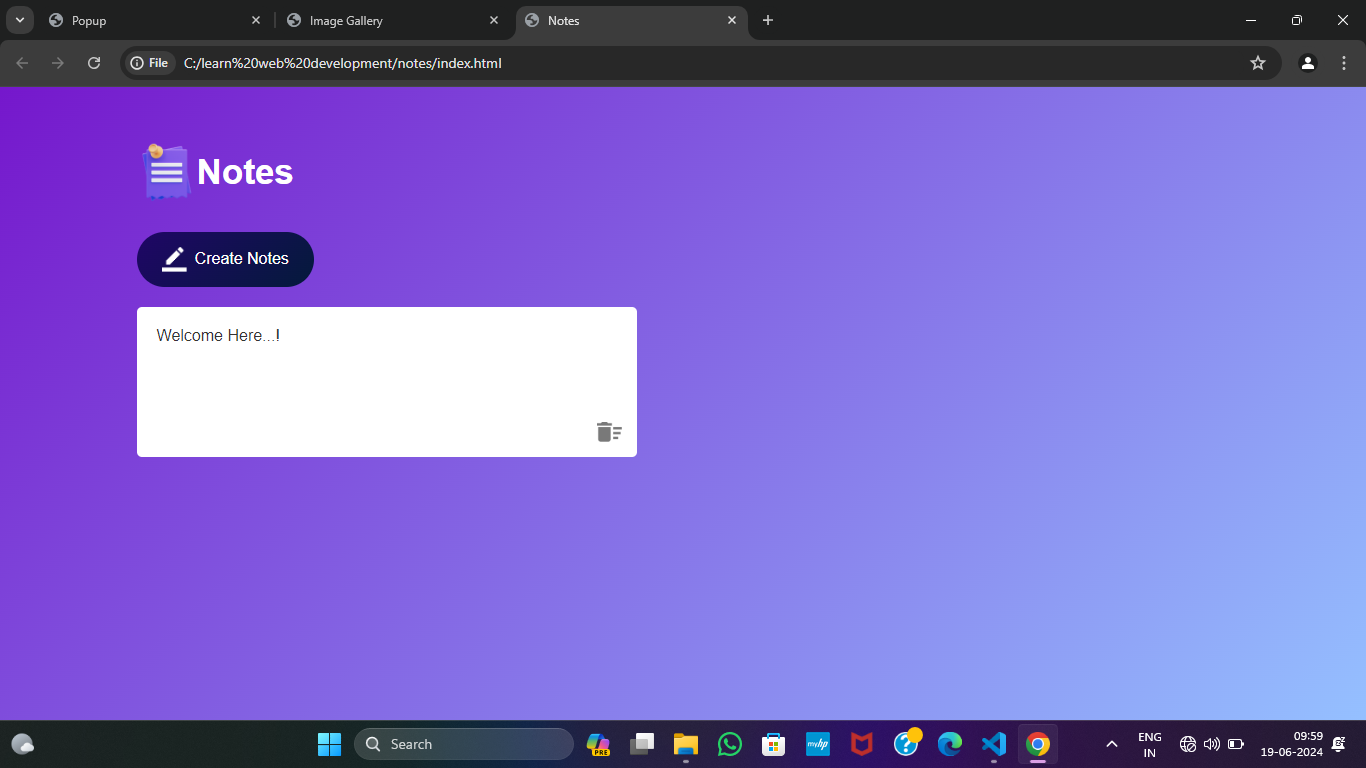 Popup
Image Gallery
Notes
File
C:/learn%20web%20development/notes/index.html
Notes
Create Notes
Welcome Here...!
Search
PRE
myhp
ENG
IN
09:59
19-06-2024